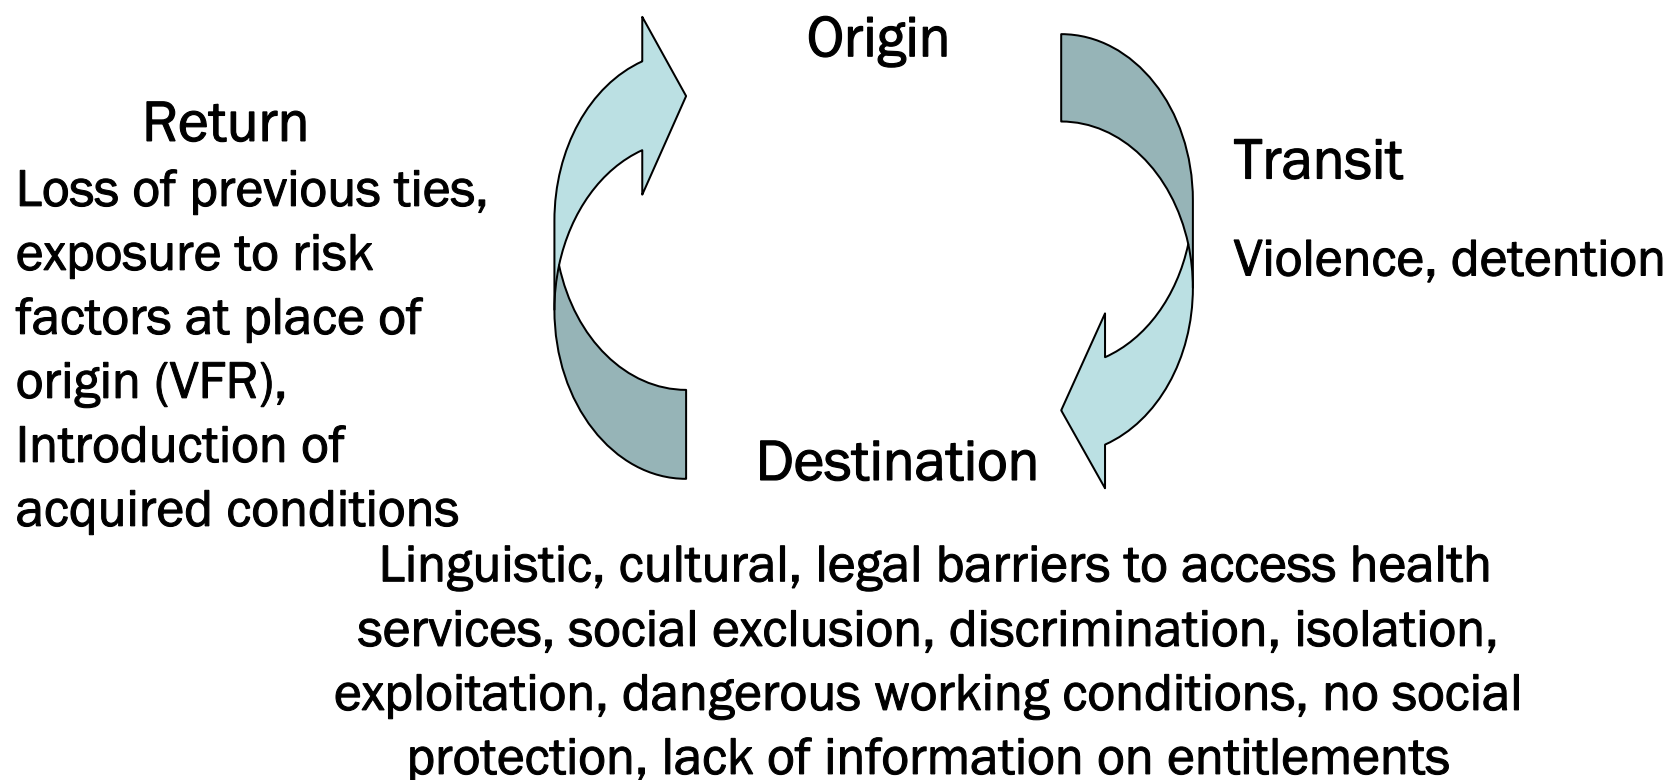 Origin
Transit
Violence, detention
Return
Loss of previous ties,
exposure to risk
factors at place of
origin (VFR),
Introduction of
acquired conditions
Destination
Linguistic, cultural, legal barriers to access health
services, social exclusion, discrimination, isolation,
exploitation, dangerous working conditions, no social
protection, lack of information on entitlements